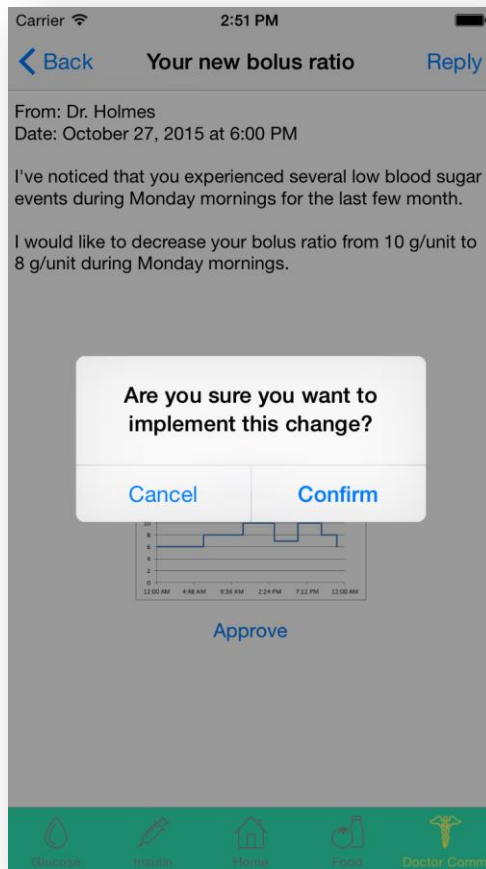 Carrier 2:51 PM
Back Your new bolus ratio Reply
From: Dr. Holmes
Date: October 27, 2015 at 6:00 PM
I've noticed that you experienced several low blood sugar
events during Monday mornings for the last few month.
I would like to decrease your bolus ratio from 10 g/unit to
8 g/unit during Monday mornings.
Are you sure you want to
implement this change?
Cancel Confirm
10
8
6
4
2
0
12:00 AM 4:48 AM 9:36 AM 2:24 PM 7:12 PM 12:00 AM
Approve
Glucose Insulin Home Food Doctor Comm